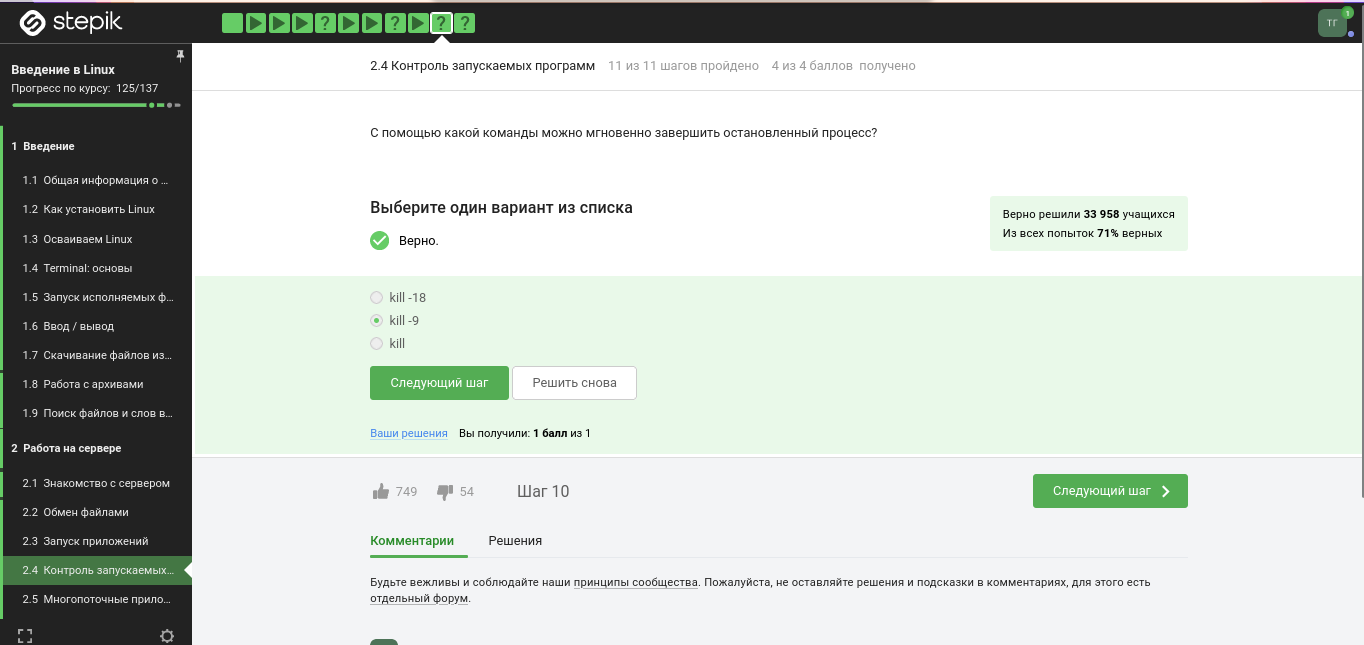 stepik
? ? ? ?
ТГ
1
Введение в Linux
Прогресс по курсу: 125/137
1 Введение
1.1 Общая информация о ...
1.2 Как установить Linux
1.3 Осваиваем Linux
1.4 Terminal: основы
1.5 Запуск исполняемых ф...
1.6 Ввод / вывод
1.7 Скачивание файлов из...
1.8 Работа с архивами
1.9 Поиск файлов и слов в...
2 Работа на сервере
2.1 Знакомство с сервером
2.2 Обмен файлами
2.3 Запуск приложений
2.4 Контроль запускаемых...
2.5 Многопоточные прило...
2.4 Контроль запускаемых программ 11 из 11 шагов пройдено 4 из 4 баллов получено
С помощью какой команды можно мгновенно завершить остановленный процесс?
Выберите один вариант из списка
Верно.
Верно решили 33 958 учащихся
Из всех попыток 71% верных
kill -18
kill -9
kill
Следующий шаг Решить снова
Ваши решения Вы получили: 1 балл из 1
749 54 Шаг 10
Следующий шаг
Комментарии Решения
Будьте вежливы и соблюдайте наши принципы сообщества. Пожалуйста, не оставляйте решения и подсказки в комментариях, для этого есть
отдельный форум.